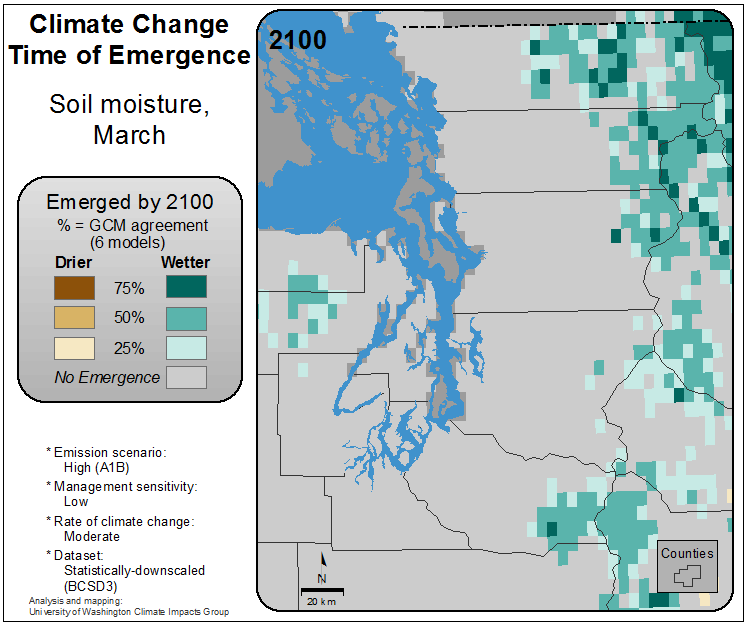 Climate Change
Time of Emergence
Soil moisture,
March
Emerged by 2100
% = GCM agreement
(6 models)
Drier Wetter
75%
50%
25%
No Emergence
* Emission scenario:
High (A1B)
* Management sensitivity:
Low
* Rate of climate change:
Moderate
* Dataset:
Statistically-downscaled
(BCSD3)
Analysis and mapping:
University of Washington Climate Impacts Group
2100
N
20 km
Counties